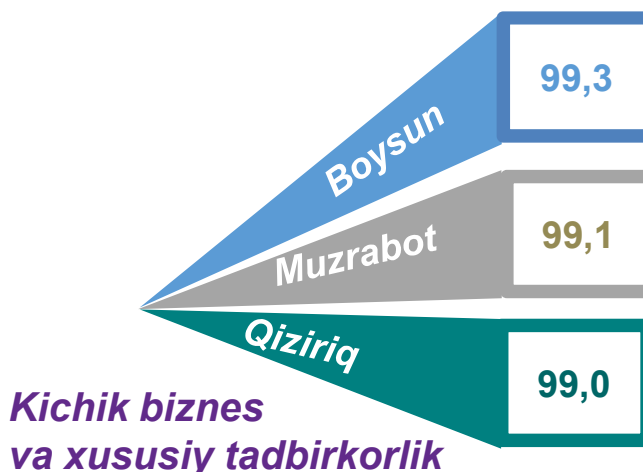 Boysun
99,3
Muzrabot
99,1
Qiziriq
99,0
Kichik biznes
va xususiy tadbirkorlik